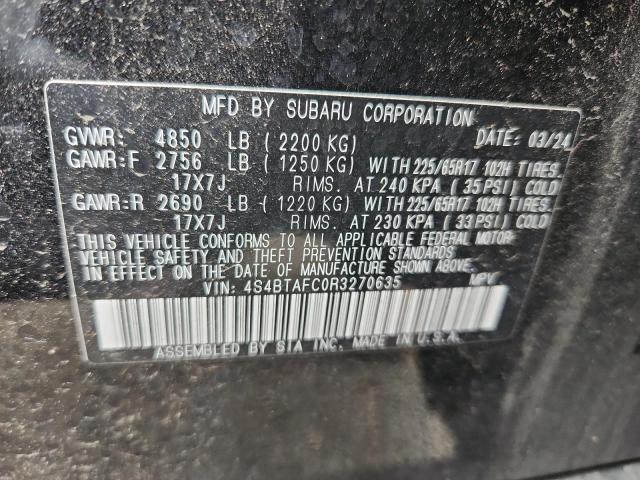 MFD BY SUBARU CORPORATION
GVWR: 4850 LB ( 2200 KG) DATE: 03/24
GAWR:F 2756 LB ( 1250 KG) WITH 225/65R17 102H TIRES.
17X7J RIMS. AT 240 KPA ( 35 PSI) COLD
GAWR:R 2690 LB ( 1220 KG) WITH 225/65R17 102H TIRES.
17X7J RIMS. AT 230 KPA ( 33 PSI) COLD
THIS VEHICLE CONFORMS TO ALL APPLICABLE FEDERAL MOTOR
VEHICLE SAFETY AND THEFT PREVENTION STANDARDS
IN EFFECT ON THE DATE OF MANUFACTURE SHOWN ABOVE.
VIN: 4S4BTAFC0R3270635 MPV
ASSEMBLED BY S I A INC. MADE IN U.S.A.